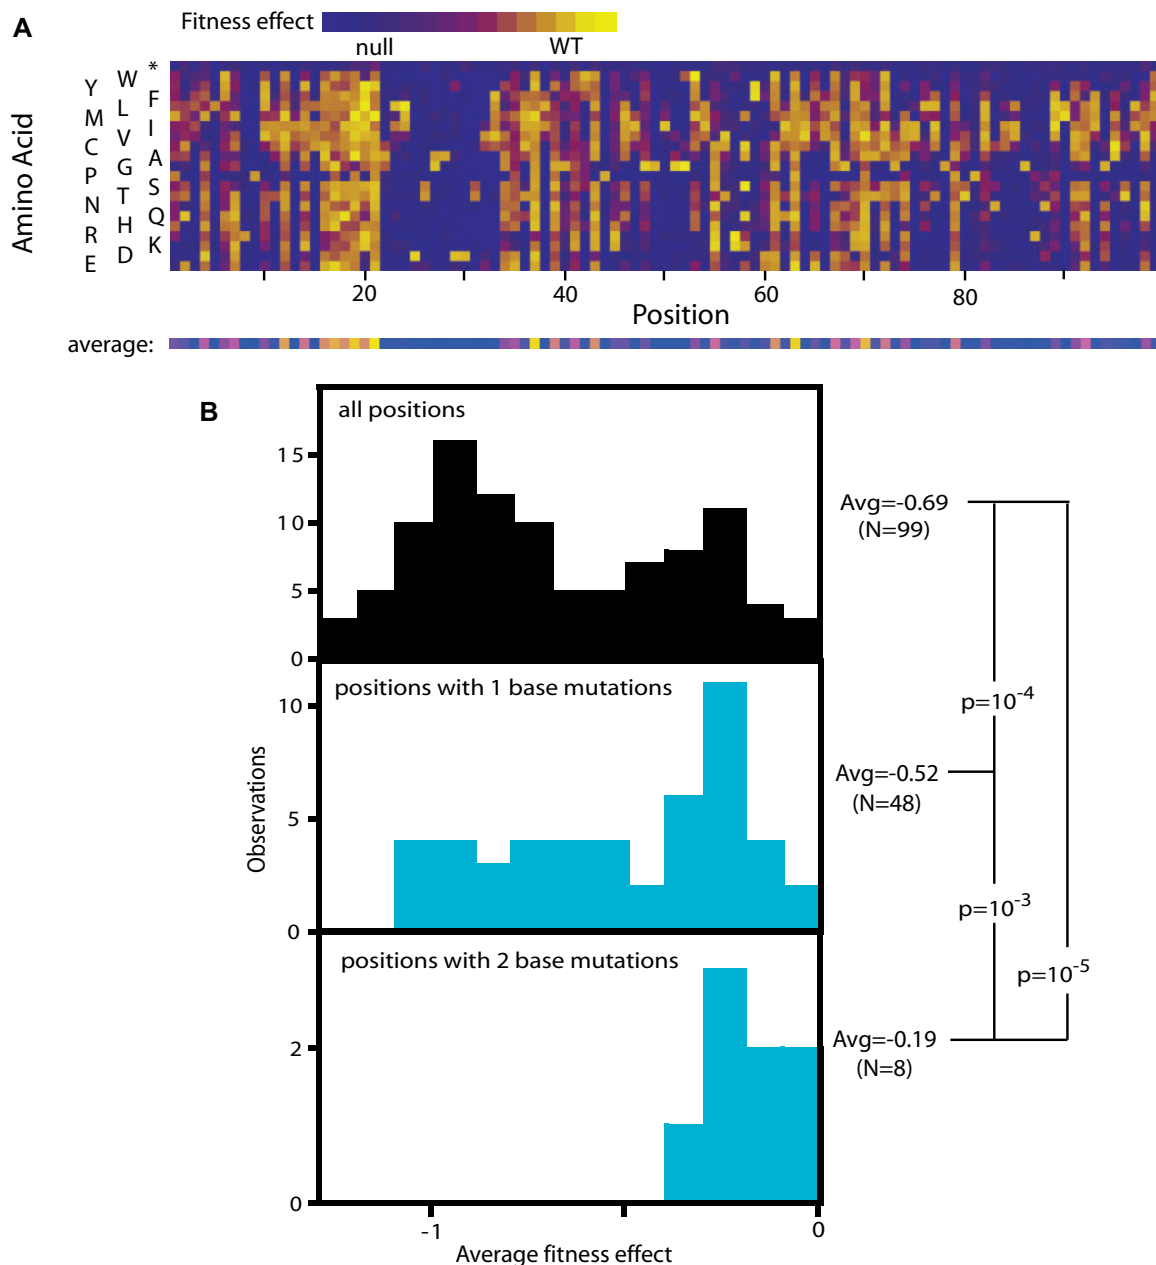 A
Fitness effect
null WT
Amino Acid
* W Y F L M I V C A G P S T N Q H R K D E
20 40 60 80
Position
average:
B
all positions
15
10
5
0
Avg=-0.69
(N=99)
positions with 1 base mutations
10
5
0
Observations
Avg=-0.52
(N=48)
p=10-4
p=10-3
p=10-5
positions with 2 base mutations
2
0
Avg=-0.19
(N=8)
-1 0
Average fitness effect